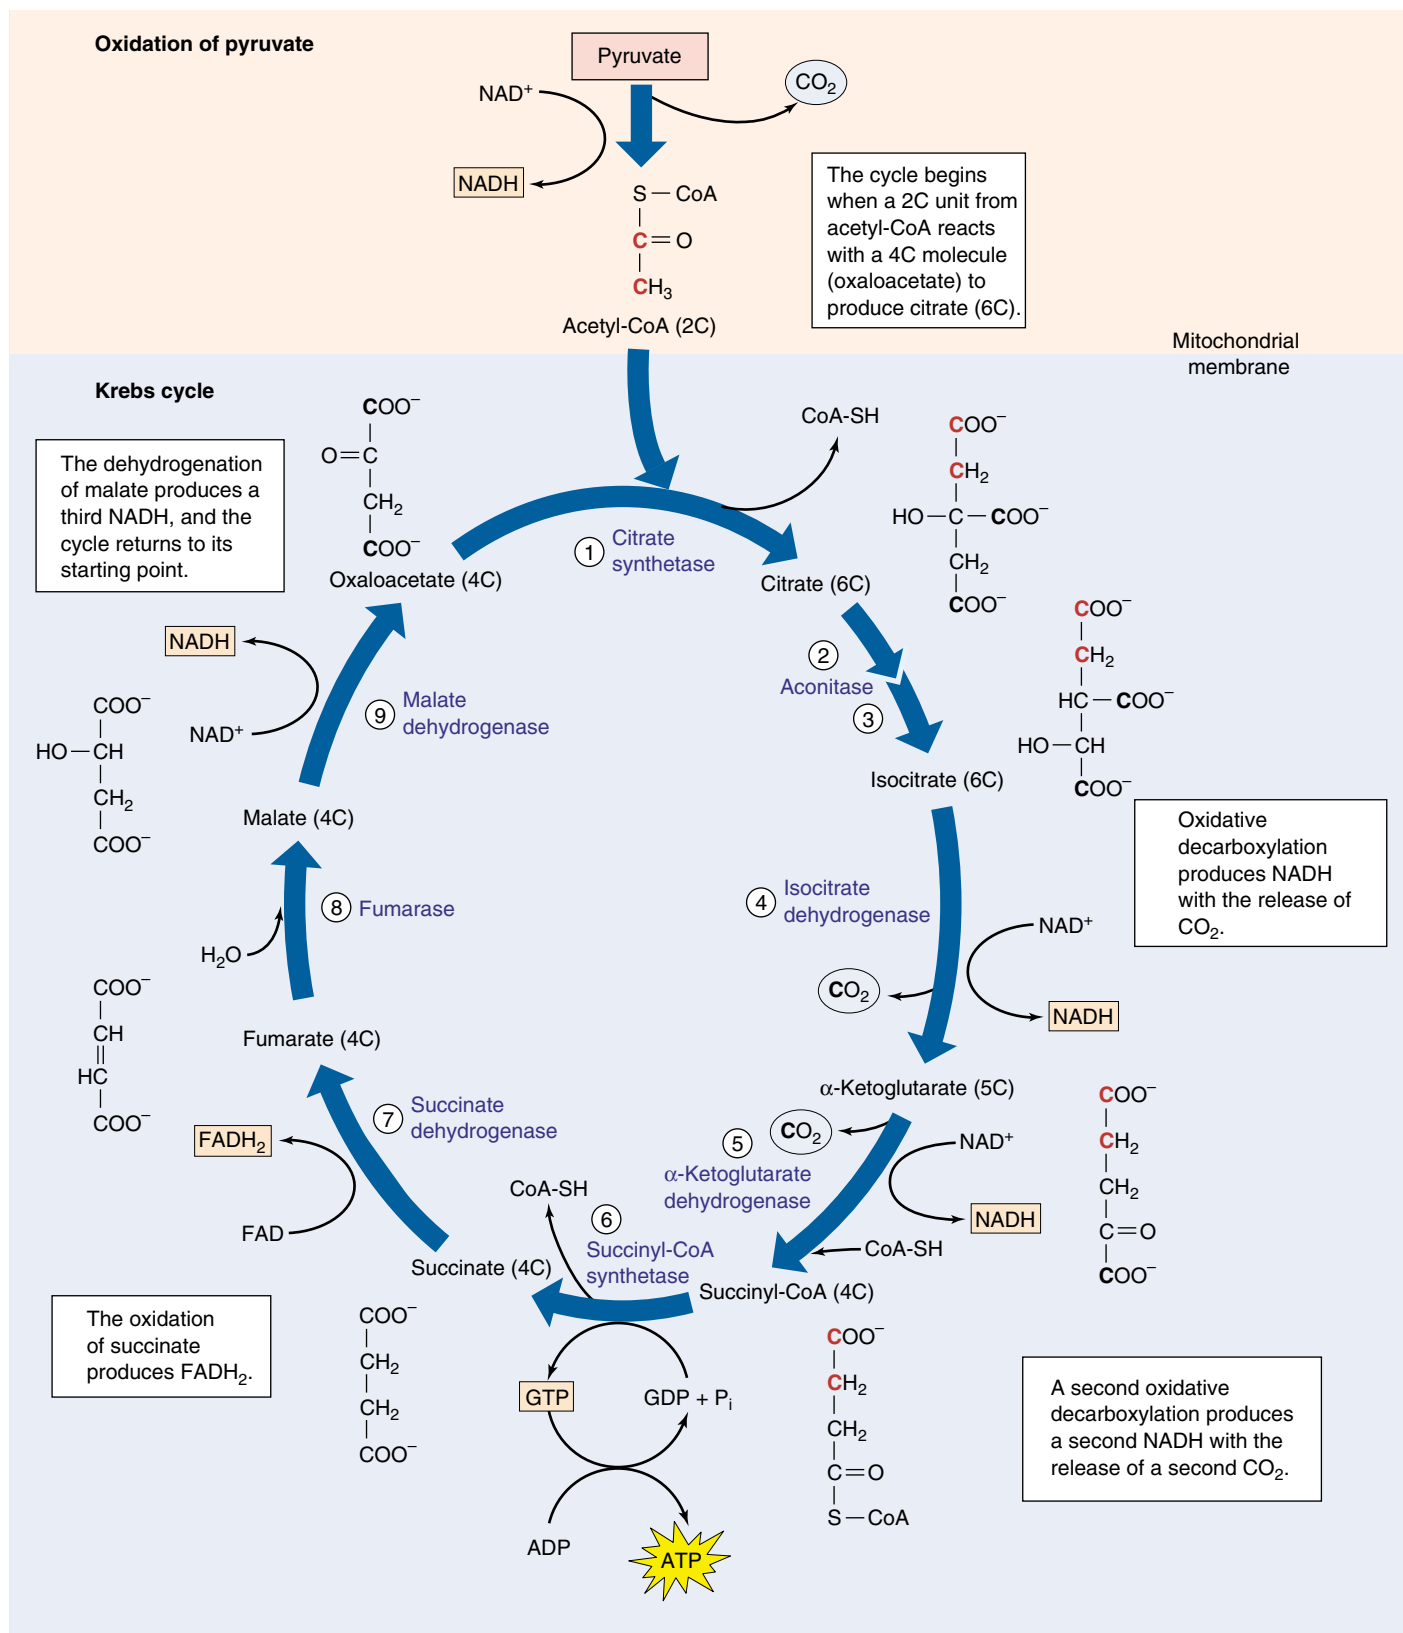 Oxidation of pyruvate
Pyruvate
CO₂
NAD⁺
NADH
S — CoA
C = O
CH₃
Acetyl-CoA (2C)
The cycle begins
when a 2C unit from
acetyl-CoA reacts
with a 4C molecule
(oxaloacetate) to
produce citrate (6C).
Mitochondrial
membrane
Krebs cycle
The dehydrogenation
of malate produces a
third NADH, and the
cycle returns to its
starting point.
COO⁻
O=C
CH₂
COO⁻
Oxaloacetate (4C)
CoA-SH
1 Citrate
synthetase
COO⁻
CH₂
HO—C—COO⁻
CH₂
COO⁻
Citrate (6C)
2
Aconitase
3
COO⁻
CH₂
HC—COO⁻
HO—CH
COO⁻
Isocitrate (6C)
Oxidative
decarboxylation
produces NADH
with the release of
CO₂.
4 Isocitrate
dehydrogenase
NAD⁺
CO₂
NADH
α-Ketoglutarate (5C)
COO⁻
CH₂
CH₂
C=O
COO⁻
CO₂
5
α-Ketoglutarate
dehydrogenase
NAD⁺
NADH
CoA-SH
Succinyl-CoA (4C)
COO⁻
CH₂
CH₂
C=O
S—CoA
A second oxidative
decarboxylation produces
a second NADH with the
release of a second CO₂.
CoA-SH
6
Succinyl-CoA
synthetase
GTP
GDP + Pᵢ
ADP
ATP
Succinate (4C)
COO⁻
CH₂
CH₂
COO⁻
The oxidation
of succinate
produces FADH₂.
7 Succinate
dehydrogenase
FADH₂
FAD
Fumarate (4C)
COO⁻
CH
HC
COO⁻
8 Fumarase
H₂O
Malate (4C)
COO⁻
HO—CH
CH₂
COO⁻
9 Malate
dehydrogenase
NADH
NAD⁺